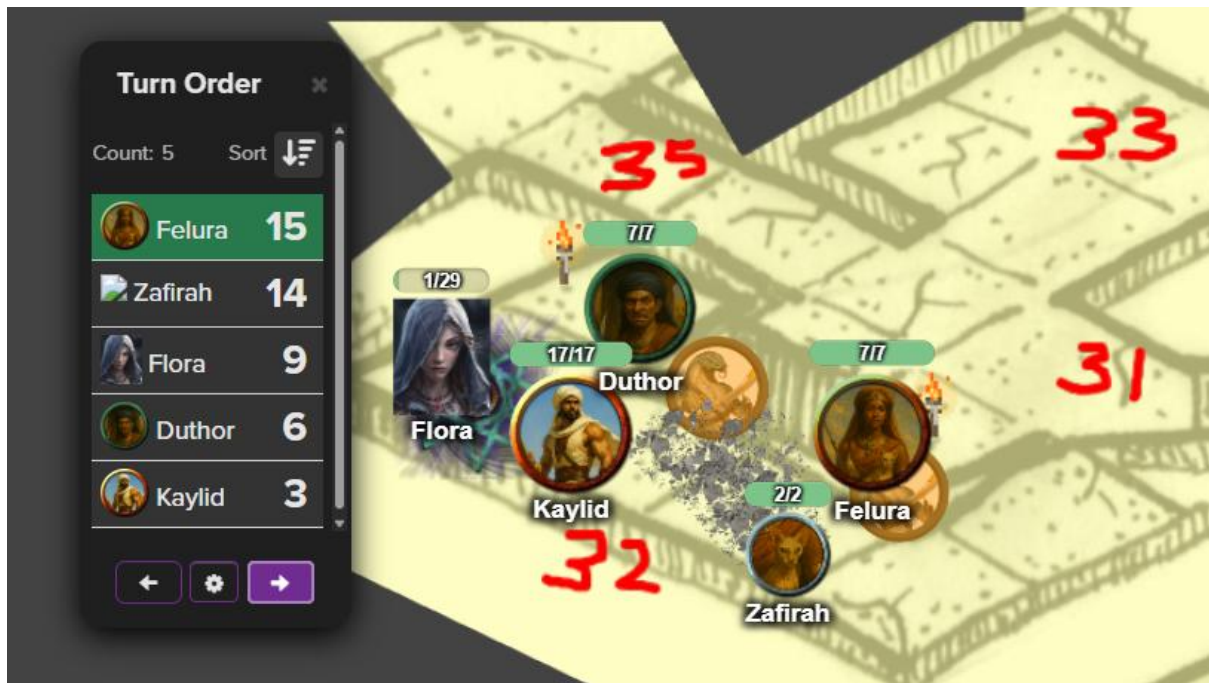 Turn Order
Count: 5 Sort
Felura 15
Zafirah 14
Flora 9
Duthor 6
Kaylid 3
33
35
7/7
1/29
17/17
7/7
31
Duthor
Flora
Kaylid
2/2
Felura
32
Zafirah